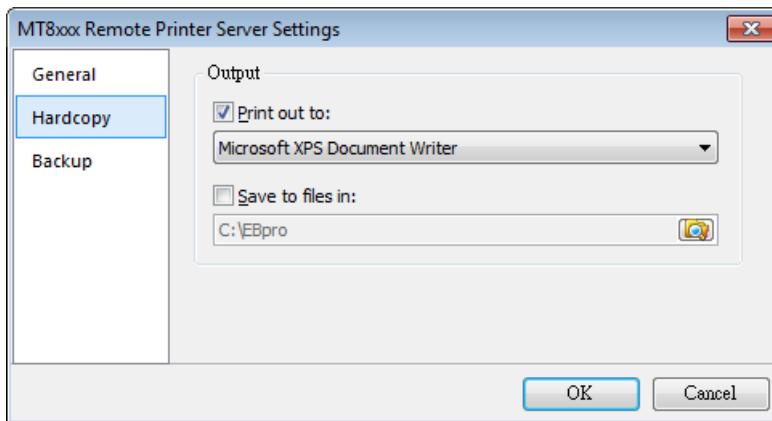 MT8xxx Remote Printer Server Settings
General
Hardcopy
Backup
Output
Print out to:
Microsoft XPS Document Writer
Save to files in:
C:\EBpro
OK
Cancel